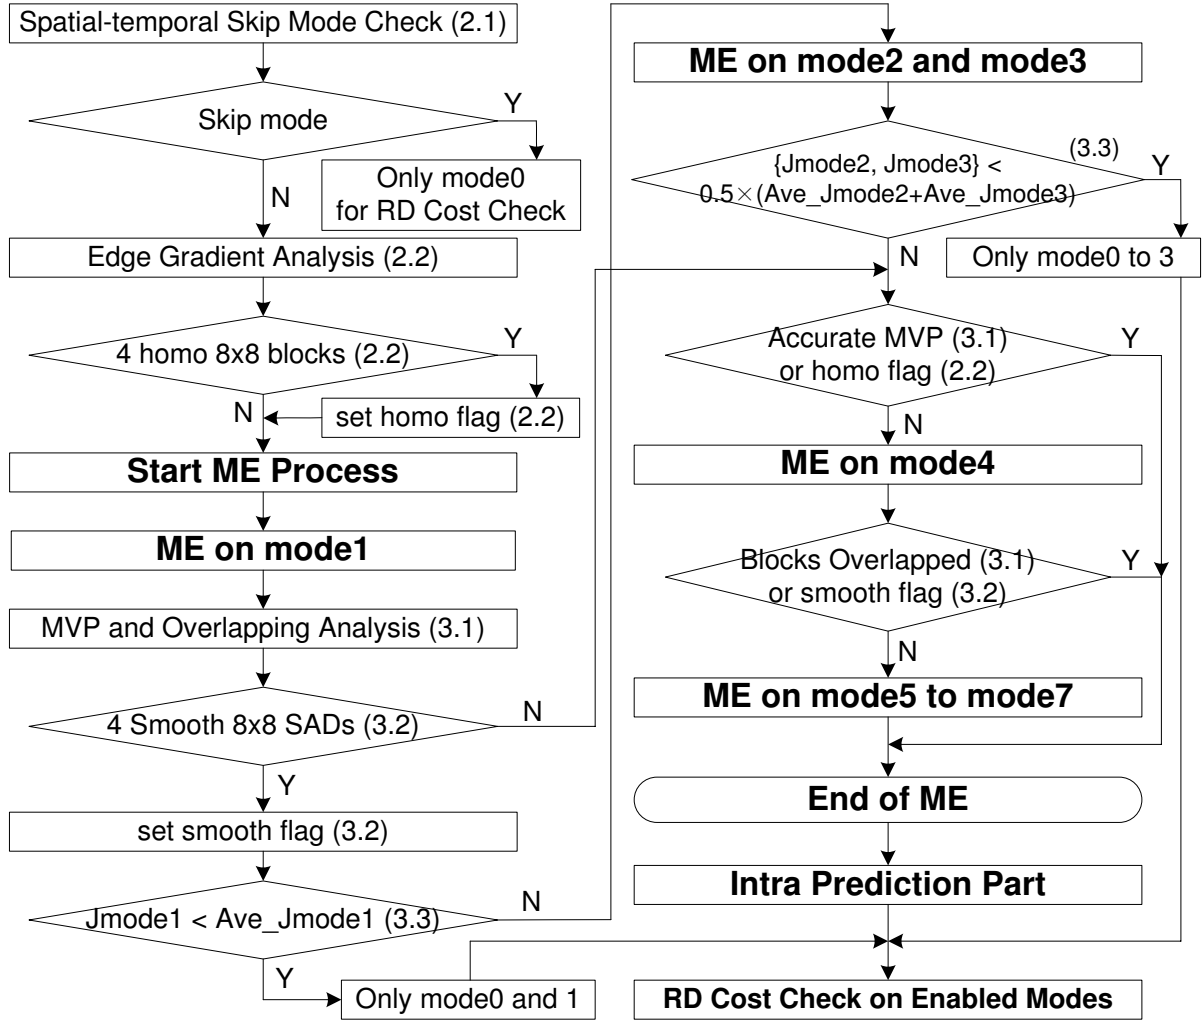 Spatial-temporal Skip Mode Check (2.1)
Skip mode
Y
Only mode0
for RD Cost Check
N
Edge Gradient Analysis (2.2)
4 homo 8x8 blocks (2.2)
Y
N
set homo flag (2.2)
Start ME Process
ME on mode1
MVP and Overlapping Analysis (3.1)
4 Smooth 8x8 SADs (3.2)
N
Y
set smooth flag (3.2)
Jmode1 < Ave_Jmode1 (3.3)
N
Y
Only mode0 and 1
ME on mode2 and mode3
(3.3)
{Jmode2, Jmode3} <
0.5×(Ave_Jmode2+Ave_Jmode3)
Y
N
Only mode0 to 3
Accurate MVP (3.1)
or homo flag (2.2)
Y
N
ME on mode4
Blocks Overlapped (3.1)
or smooth flag (3.2)
Y
N
ME on mode5 to mode7
End of ME
Intra Prediction Part
RD Cost Check on Enabled Modes